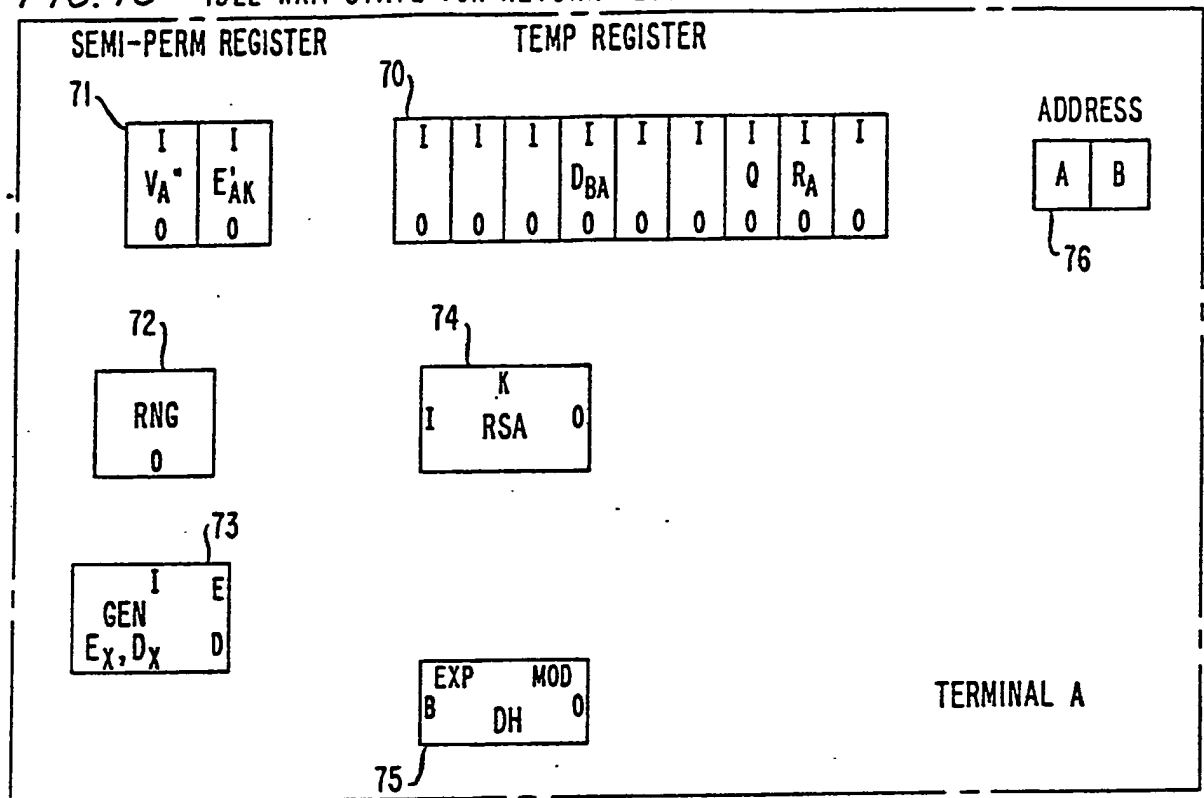 SEMI-PERM REGISTER
TEMP REGISTER
71
I I
V_A" E'_AK
0 0
70
I I 1 I I I I I I
D_BA Q R_A
0 0 0 0 0 0 0 0 0
ADDRESS
A B
76
72
RNG
0
74
K
I RSA 0
73
I E
GEN
E_X, D_X D
EXP MOD
B DH 0
75
TERMINAL A